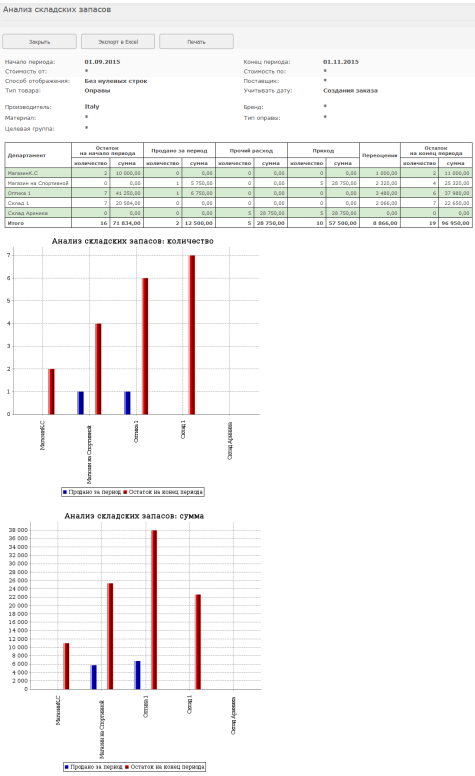 Анализ складских запасов
Закрыть Экспорт в Excel Печать
Начало периода: 01.09.2015 Конец периода: 01.11.2015
Стоимость от: * Стоимость по: *
Способ отображения: Без нулевых строк Поставщик: *
Тип товара: Оправы Учитывать дату: Создания заказа
Производитель: Italy Бренд: *
Материал: * Тип оправы: *
Целевая группа: *
Департамент Остаток на начало периода Продано за период Прочий расход Приход Переоценки Остаток на конец периода
количество сумма количество сумма количество сумма количество сумма количество сумма
МагазинК.С 2 10 000,00 0 0,00 0 0,00 0 0,00 1 000,00 2 11 000,00
Магазин на Спортивной 0 0,00 1 5 750,00 0 0,00 5 28 750,00 2 320,00 4 25 320,00
Оптика 1 7 41 250,00 1 6 750,00 0 0,00 0 0,00 3 480,00 6 37 980,00
Склад 1 7 20 584,00 0 0,00 0 0,00 0 0,00 2 066,00 7 22 650,00
Склад Аринина 0 0,00 0 0,00 5 28 750,00 5 28 750,00 0,00 0 0,00
Итого 16 71 834,00 2 12 500,00 5 28 750,00 10 57 500,00 8 866,00 19 96 950,00
Анализ складских запасов: количество
7
6
5
4
3
2
1
0
МагазинК.С Магазин на Спортивной Оптика 1 Склад 1 Склад Аринина
Продано за период Остаток на конец периода
Анализ складских запасов: сумма
38 000
36 000
34 000
32 000
30 000
28 000
26 000
24 000
22 000
20 000
18 000
16 000
14 000
12 000
10 000
8 000
6 000
4 000
2 000
0
МагазинК.С Магазин на Спортивной Оптика 1 Склад 1 Склад Аринина
Продано за период Остаток на конец периода